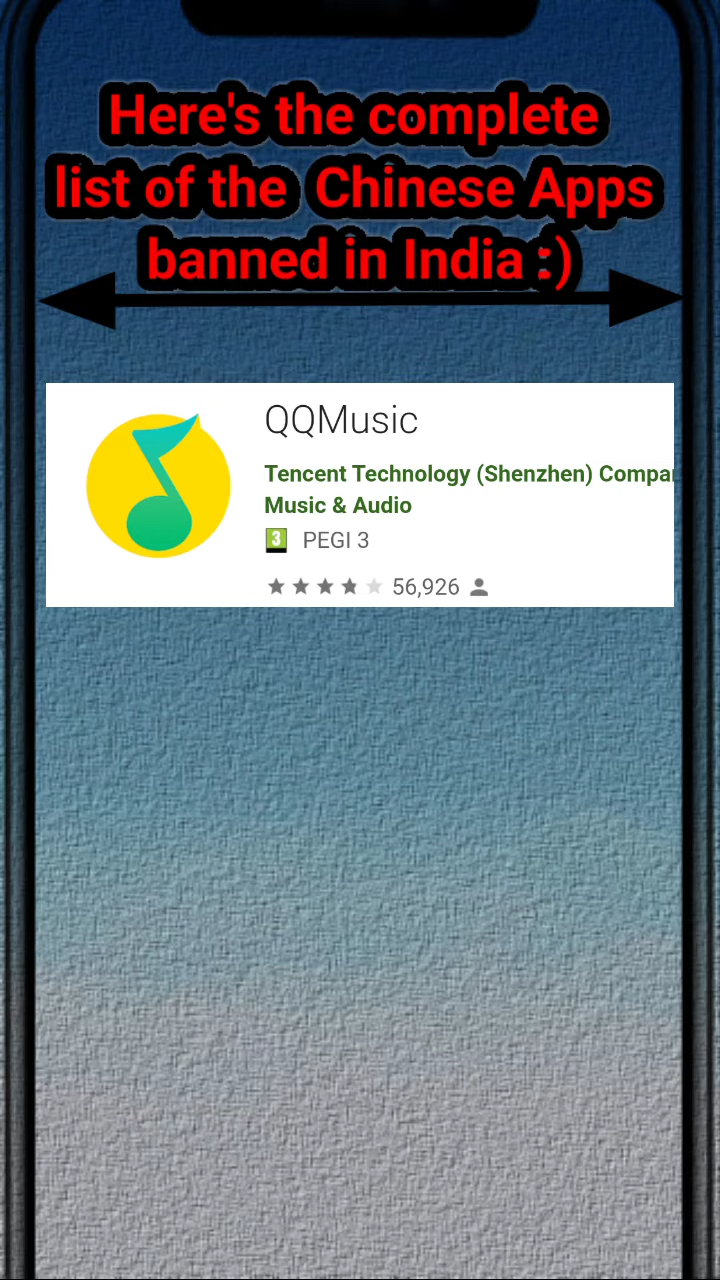 Here's the complete
list of the Chinese Apps
banned in India :)
QQMusic
Tencent Technology (Shenzhen)
Music & Audio
3 PEGI 3
56,926